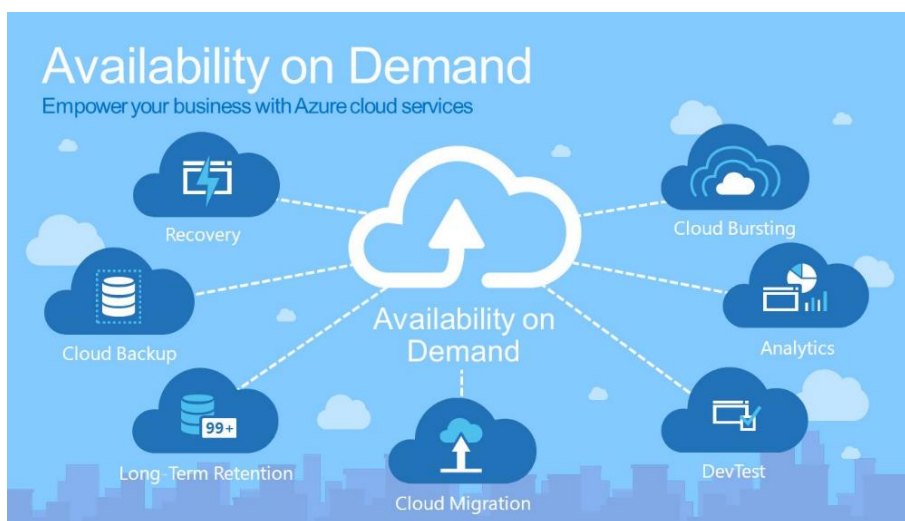 Availability on Demand
Empower your business with Azure cloud services
Recovery
Cloud Bursting
Cloud Backup
Availability on
Demand
Analytics
99+
Long-Term Retention
DevTest
Cloud Migration